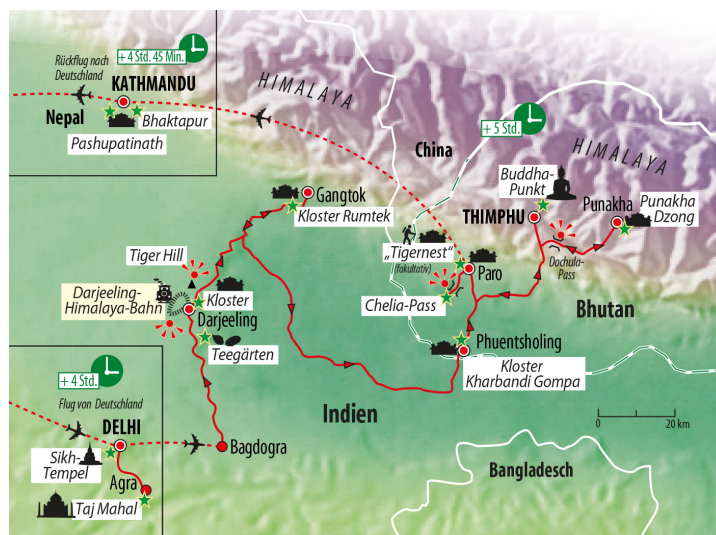 + 4 Std. 45 Min.
Rückflug nach
Deutschland
KATHMANDU
Nepal
Bhaktapur
Pashupatinath
HIMALAYA
+ 5 Std.
China
HIMALAYA
Buddha-
Punkt
Gangtok
Kloster Rumtek
THIMPHU
Punakha
Punakha
Dzong
„Tigernest“
(fakultativ)
Dochula-
Pass
Tiger Hill
Paro
Darjeeling-
Himalaya-Bahn
Kloster
Chelia-Pass
Bhutan
Darjeeling
Phuentsholing
Teegärten
Kloster
Kharbandi Gompa
+ 4 Std.
Flug von Deutschland
DELHI
Indien
0 20 km
Sikh-
Tempel
Bagdogra
Agra
Bangladesch
Taj Mahal